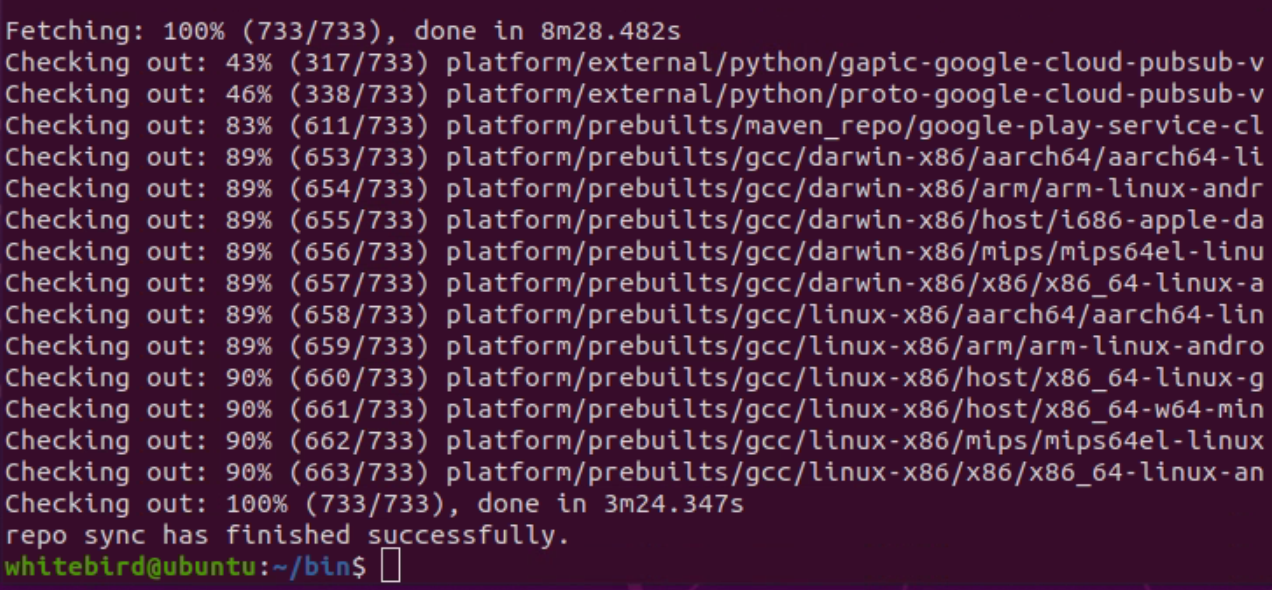 Fetching: 100% (733/733), done in 8m28.482s
Checking out: 43% (317/733) platform/external/python/gapic-google-cloud-pubsub-v
Checking out: 46% (338/733) platform/external/python/proto-google-cloud-pubsub-v
Checking out: 83% (611/733) platform/prebuilts/maven_repo/google-play-service-cl
Checking out: 89% (653/733) platform/prebuilts/gcc/darwin-x86/aarch64/aarch64-li
Checking out: 89% (654/733) platform/prebuilts/gcc/darwin-x86/arm/arm-linux-andr
Checking out: 89% (655/733) platform/prebuilts/gcc/darwin-x86/host/i686-apple-da
Checking out: 89% (656/733) platform/prebuilts/gcc/darwin-x86/mips/mips64el-linu
Checking out: 89% (657/733) platform/prebuilts/gcc/darwin-x86/x86/x86_64-linux-a
Checking out: 89% (658/733) platform/prebuilts/gcc/linux-x86/aarch64/aarch64-lin
Checking out: 89% (659/733) platform/prebuilts/gcc/linux-x86/arm/arm-linux-andro
Checking out: 90% (660/733) platform/prebuilts/gcc/linux-x86/host/x86_64-linux-g
Checking out: 90% (661/733) platform/prebuilts/gcc/linux-x86/host/x86_64-w64-min
Checking out: 90% (662/733) platform/prebuilts/gcc/linux-x86/mips/mips64el-linux
Checking out: 90% (663/733) platform/prebuilts/gcc/linux-x86/x86/x86_64-linux-an
Checking out: 100% (733/733), done in 3m24.347s
repo sync has finished successfully.
whitebird@ubuntu:~/bin$